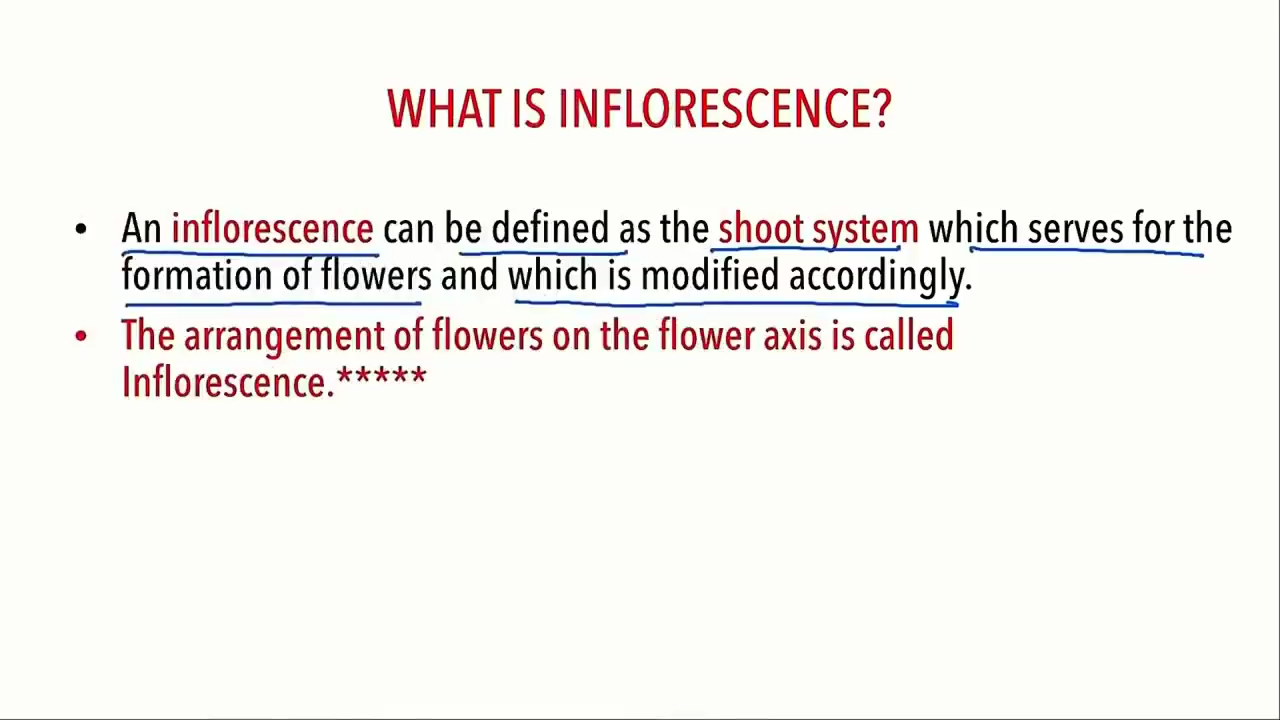 WHAT IS INFLORESCENCE?
• An inflorescence can be defined as the shoot system which serves for the
formation of flowers and which is modified accordingly.
• The arrangement of flowers on the flower axis is called
Inflorescence.*****